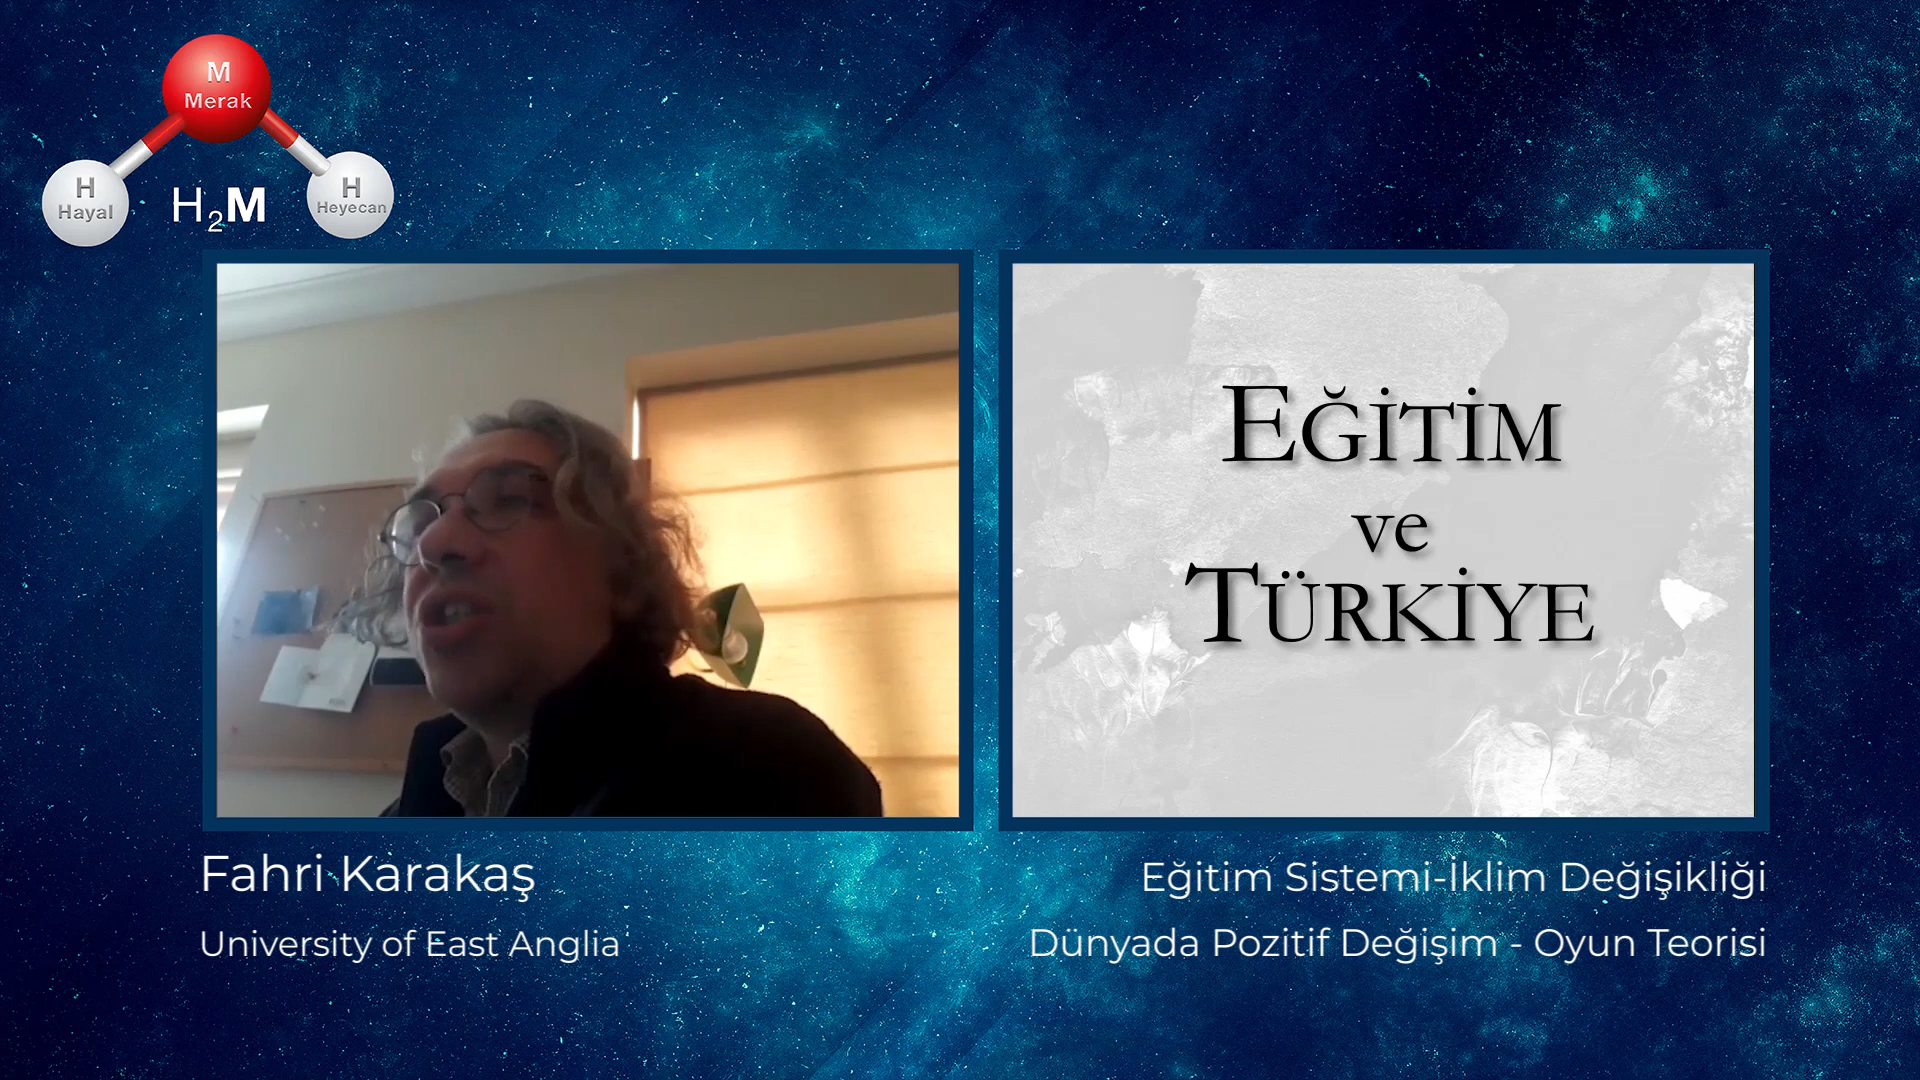 M
Merak
H
Hayal
H₂M
H
Heyecan
EĞİTİM
ve
TÜRKİYE
Fahri Karakaş
University of East Anglia
Eğitim Sistemi-İklim Değişikliği
Dünyada Pozitif Değişim - Oyun Teorisi